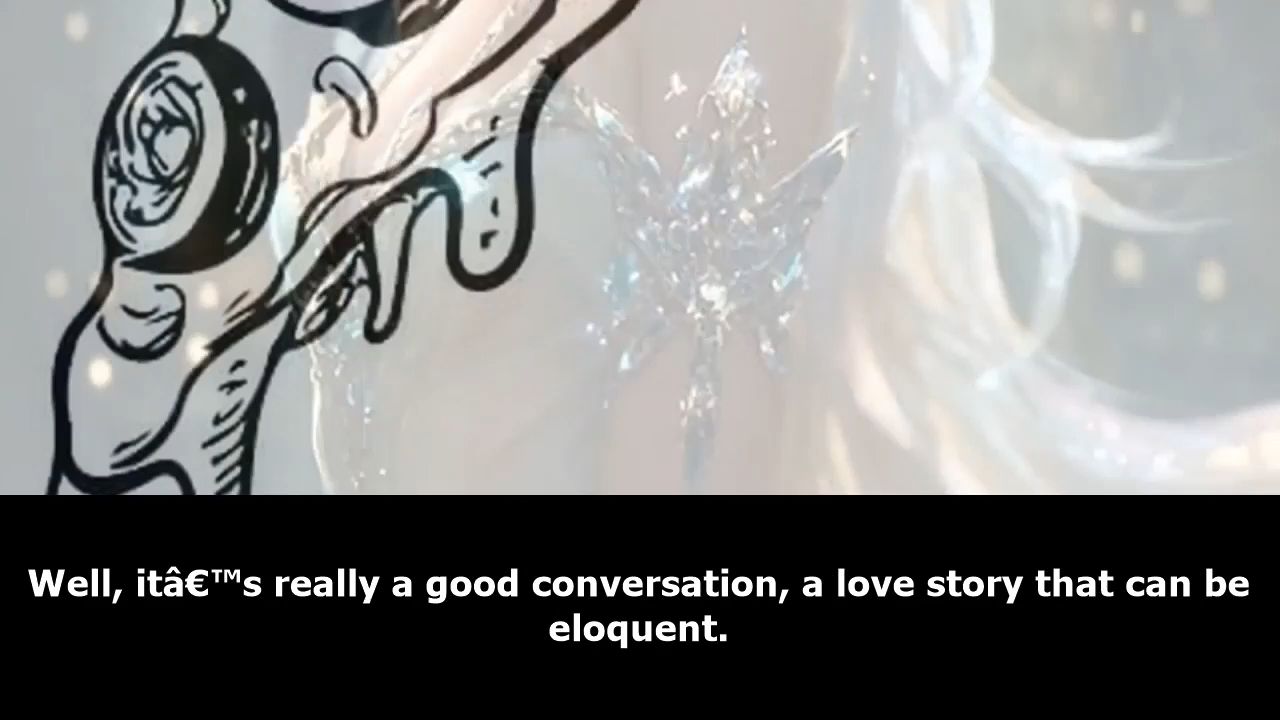 Well, itâ€™s really a good conversation, a love story that can be
eloquent.